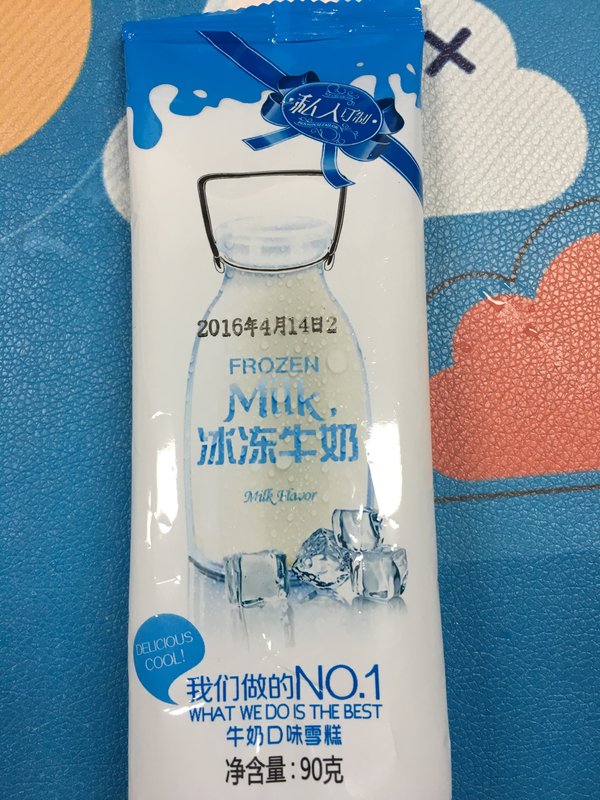 私人订制
2016年4月14日2
FROZEN
Milk,
冰冻牛奶
Milk Flavor
DELICIOUS
COOL!
我们做的NO.1
WHAT WE DO IS THE BEST
牛奶口味雪糕
净含量:90克